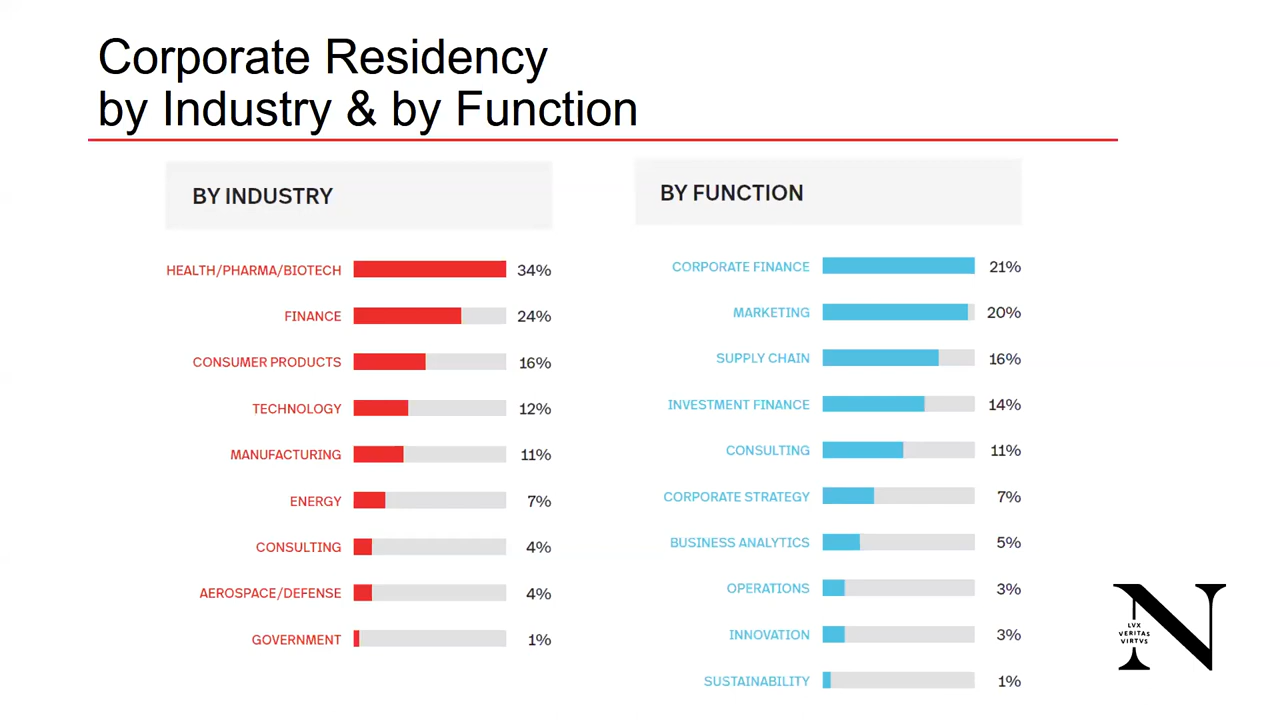 Corporate Residency
by Industry & by Function
BY INDUSTRY
HEALTH/PHARMA/BIOTECH 34%
FINANCE 24%
CONSUMER PRODUCTS 16%
TECHNOLOGY 12%
MANUFACTURING 11%
ENERGY 7%
CONSULTING 4%
AEROSPACE/DEFENSE 4%
GOVERNMENT 1%
BY FUNCTION
CORPORATE FINANCE 21%
MARKETING 20%
SUPPLY CHAIN 16%
INVESTMENT FINANCE 14%
CONSULTING 11%
CORPORATE STRATEGY 7%
BUSINESS ANALYTICS 5%
OPERATIONS 3%
INNOVATION 3%
SUSTAINABILITY 1%
N
LVX
VERITAS
VIRTVS